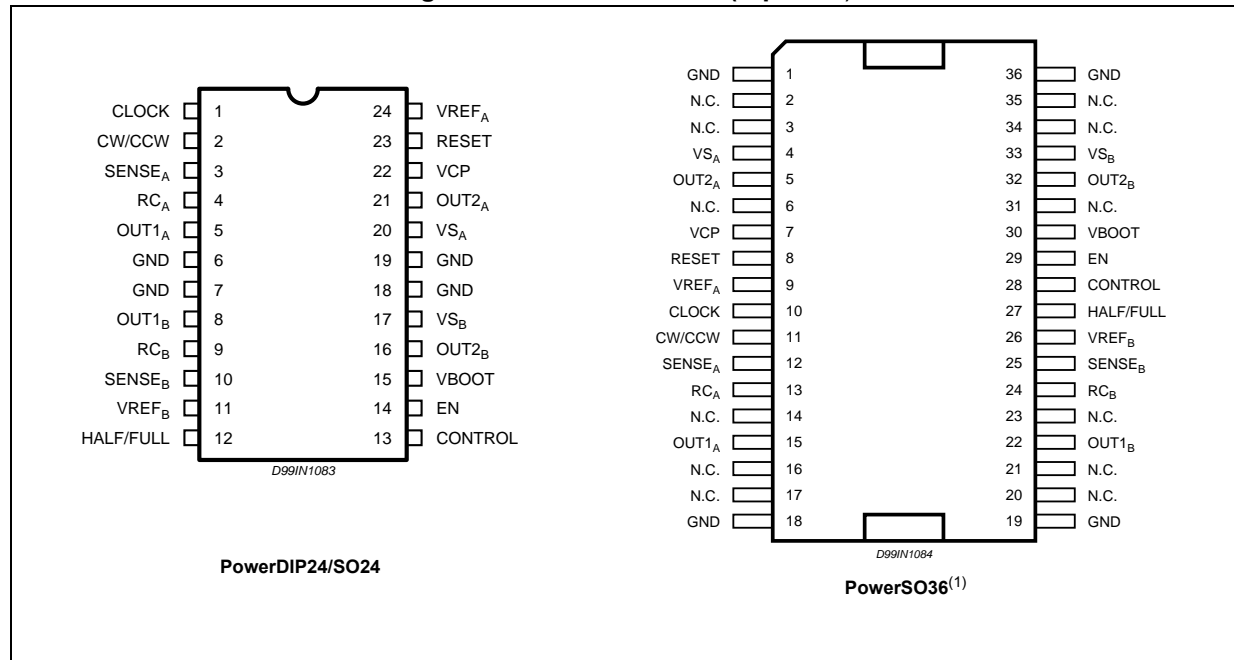 CLOCK 1 24 VREFA
CW/CCW 2 23 RESET
SENSEA 3 22 VCP
RCA 4 21 OUT2A
OUT1A 5 20 VSA
GND 6 19 GND
GND 7 18 GND
OUT1B 8 17 VSB
RCB 9 16 OUT2B
SENSEB 10 15 VBOOT
VREFB 11 14 EN
HALF/FULL 12 13 CONTROL
D99IN1083
PowerDIP24/SO24
GND 1 36 GND
N.C. 2 35 N.C.
N.C. 3 34 N.C.
VSA 4 33 VSB
OUT2A 5 32 OUT2B
N.C. 6 31 N.C.
VCP 7 30 VBOOT
RESET 8 29 EN
VREFA 9 28 CONTROL
CLOCK 10 27 HALF/FULL
CW/CCW 11 26 VREFB
SENSEA 12 25 SENSEB
RCA 13 24 RCB
N.C. 14 23 N.C.
OUT1A 15 22 OUT1B
N.C. 16 21 N.C.
N.C. 17 20 N.C.
GND 18 19 GND
D99IN1084
PowerSO36(1)